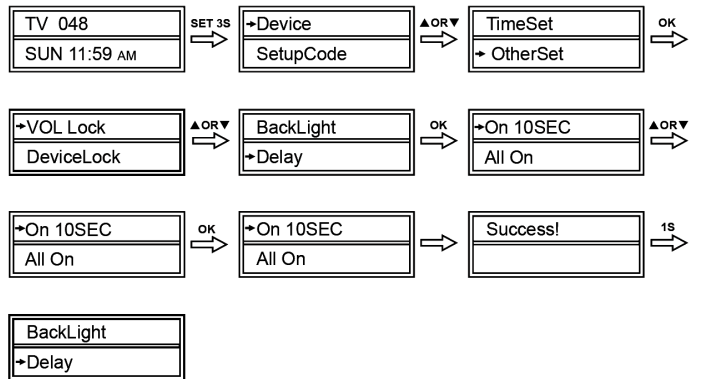 TV 048
SUN 11:59 AM
SET 3S
→Device
SetupCode
▲OR▼
TimeSet
→ OtherSet
OK
→VOL Lock
DeviceLock
▲OR▼
BackLight
→Delay
OK
→On 10SEC
All On
▲OR▼
→On 10SEC
All On
OK
→On 10SEC
All On
Success!
1S
BackLight
→Delay